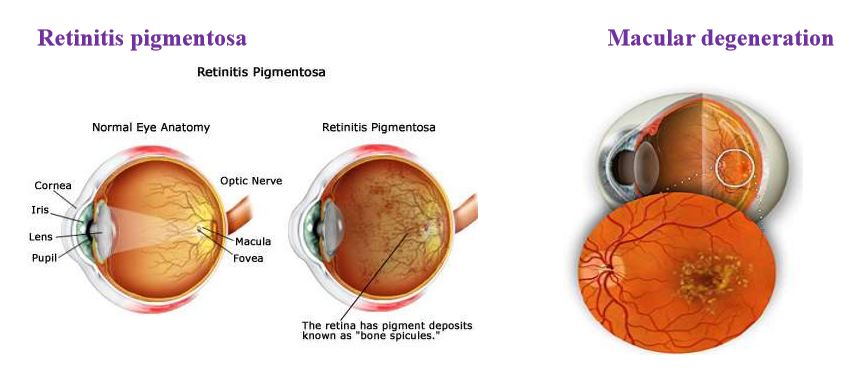 Retinitis pigmentosa
Macular degeneration
Retinitis Pigmentosa
Normal Eye Anatomy
Retinitis Pigmentosa
Cornea
Iris
Lens
Pupil
Optic Nerve
Macula
Fovea
The retina has pigment deposits
known as "bone spicules."